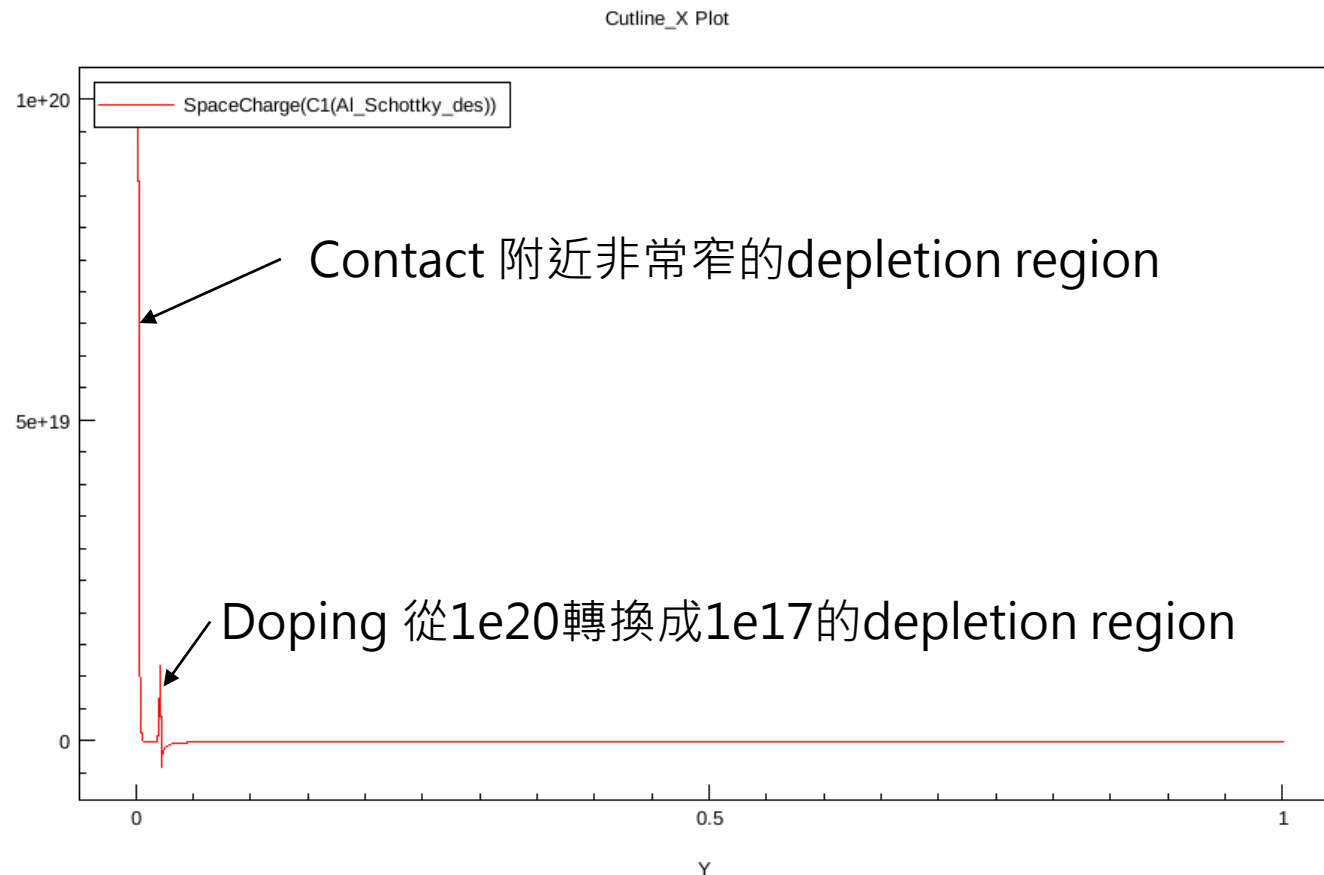 Cutline_X Plot
1e+20
SpaceCharge(C1(Al_Schottky_des))
Contact 附近非常窄的depletion region
5e+19
Doping 從1e20轉換成1e17的depletion region
0
0
0.5
1
Y